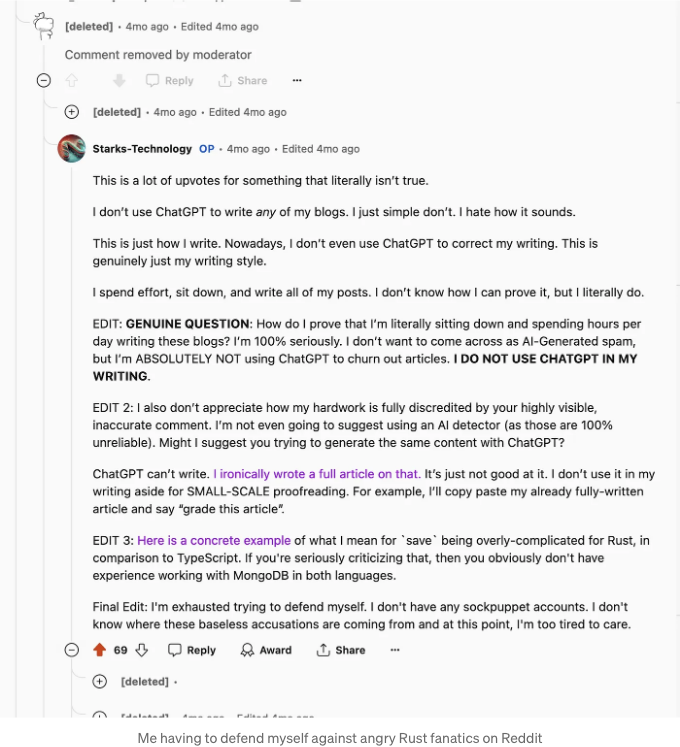 [deleted] • 4mo ago • Edited 4mo ago
Comment removed by moderator
Reply Share ...
[deleted] • 4mo ago • Edited 4mo ago
Starks-Technology OP • 4mo ago • Edited 4mo ago
This is a lot of upvotes for something that literally isn't true.
I don't use ChatGPT to write any of my blogs. I just simple don't. I hate how it sounds.
This is just how I write. Nowadays, I don't even use ChatGPT to correct my writing. This is
genuinely just my writing style.
I spend effort, sit down, and write all of my posts. I don't know how I can prove it, but I literally do.
EDIT: GENUINE QUESTION: How do I prove that I'm literally sitting down and spending hours per
day writing these blogs? I'm 100% seriously. I don't want to come across as AI-Generated spam,
but I'm ABSOLUTELY NOT using ChatGPT to churn out articles. I DO NOT USE CHATGPT IN MY
WRITING.
EDIT 2: I also don't appreciate how my hardwork is fully discredited by your highly visible,
inaccurate comment. I'm not even going to suggest using an AI detector (as those are 100%
unreliable). Might I suggest you trying to generate the same content with ChatGPT?
ChatGPT can't write. I ironically wrote a full article on that. It's just not good at it. I don't use it in my
writing aside for SMALL-SCALE proofreading. For example, I'll copy paste my already fully-written
article and say “grade this article”.
EDIT 3: Here is a concrete example of what I mean for `save` being overly-complicated for Rust, in
comparison to TypeScript. If you're seriously criticizing that, then you obviously don't have
experience working with MongoDB in both languages.
Final Edit: I'm exhausted trying to defend myself. I don't have any sockpuppet accounts. I don't
know where these baseless accusations are coming from and at this point, I'm too tired to care.
69 Reply Award Share ...
[deleted] •
Me having to defend myself against angry Rust fanatics on Reddit